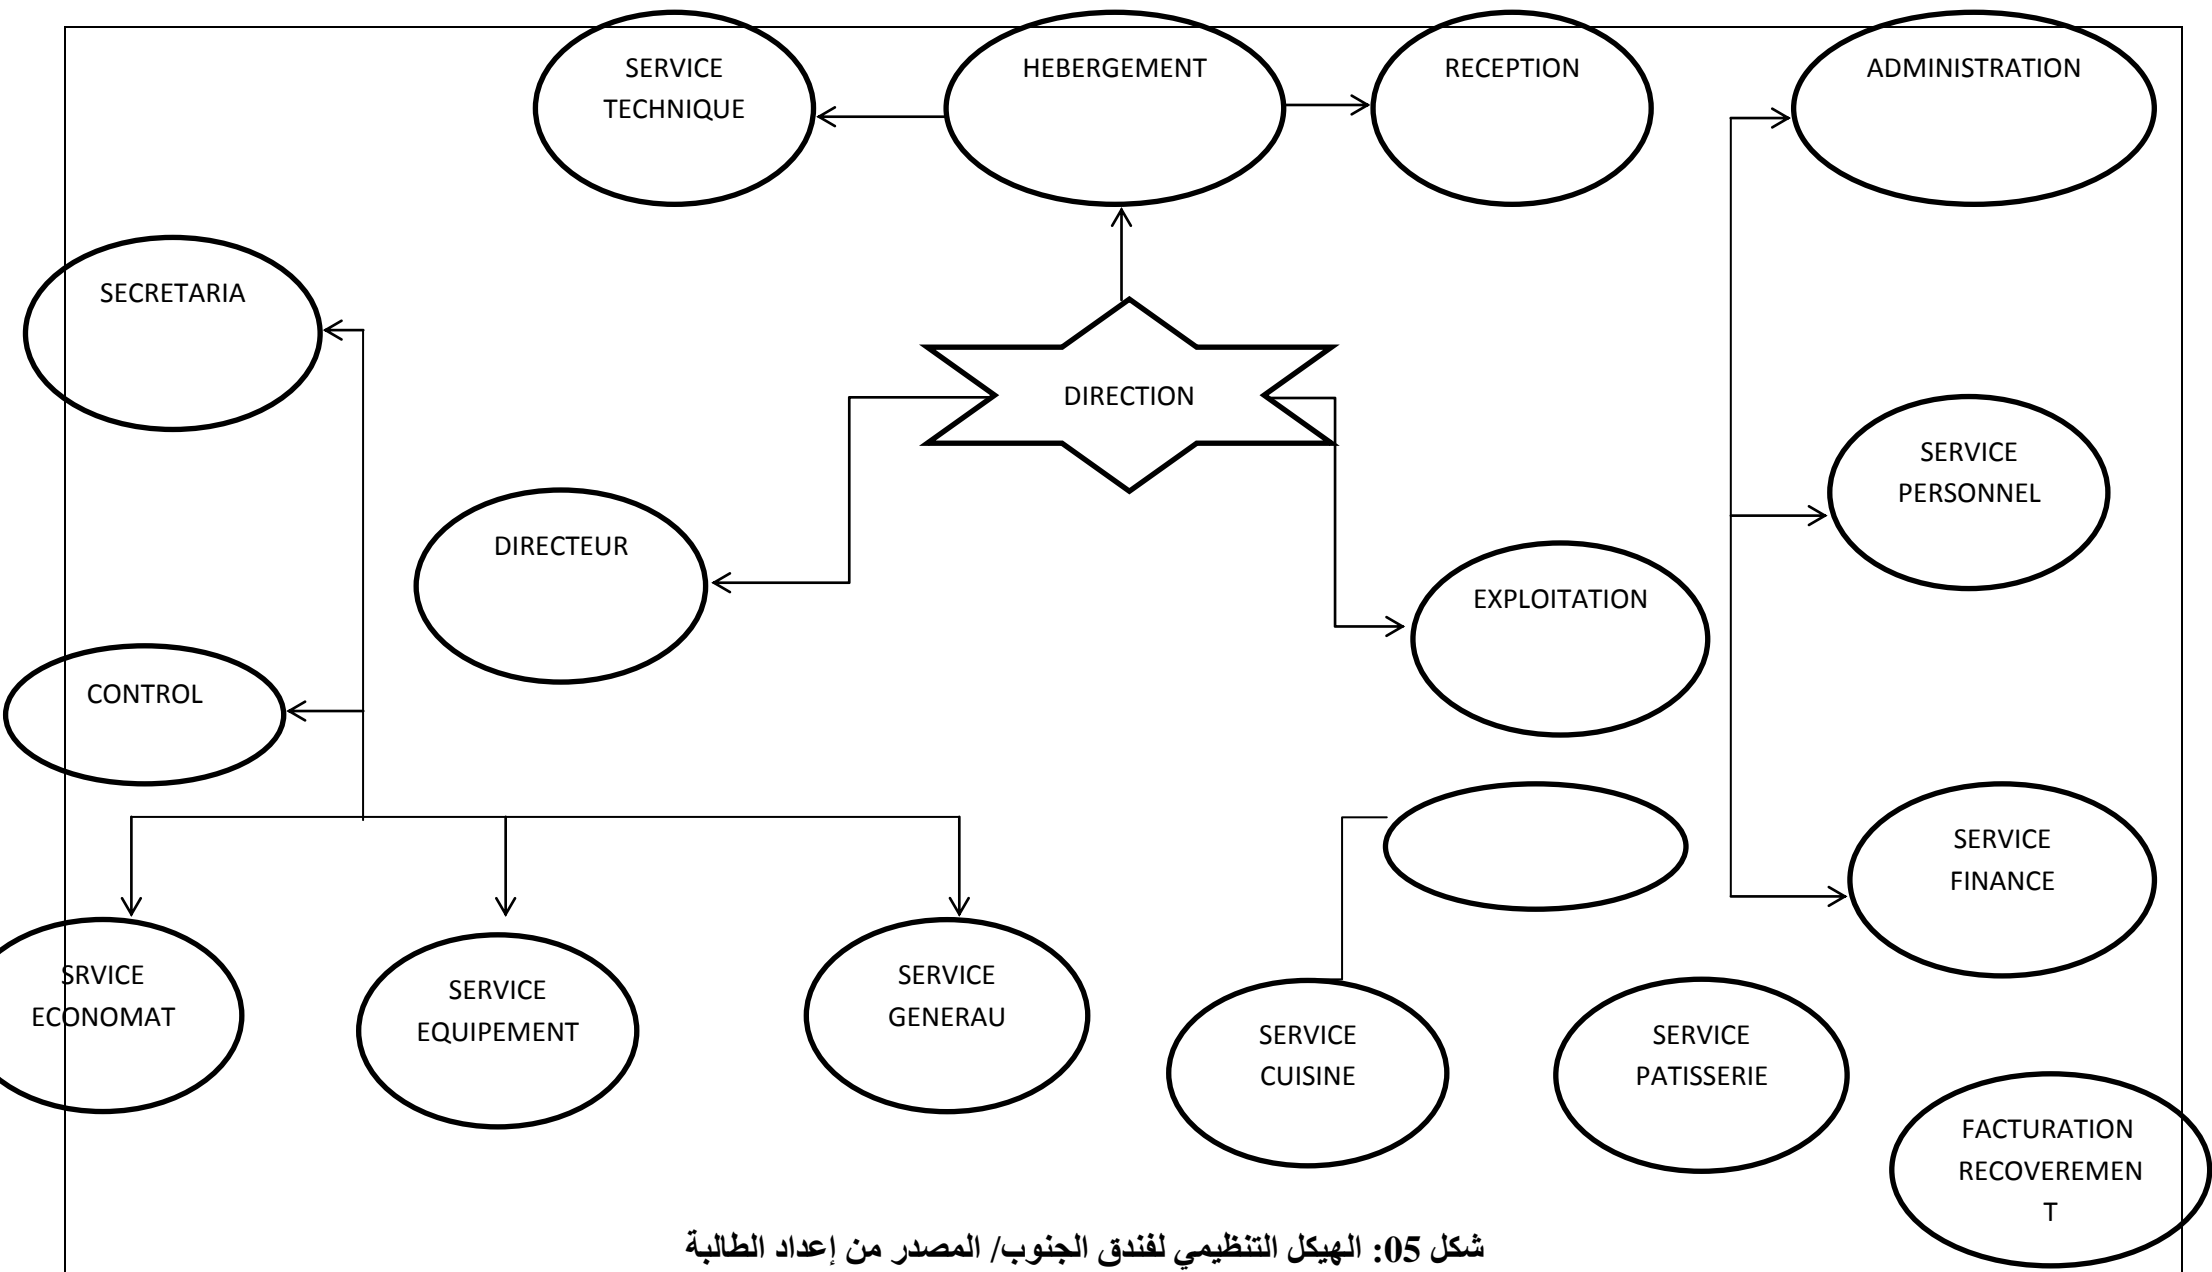 SERVICE
TECHNIQUE
HEBERGEMENT
RECEPTION
ADMINISTRATION
SECRETARIA
DIRECTION
SERVICE
PERSONNEL
DIRECTEUR
EXPLOITATION
CONTROL
SERVICE
FINANCE
SRVICE
ECONOMAT
SERVICE
EQUIPEMENT
SERVICE
GENERAU
SERVICE
CUISINE
SERVICE
PATISSERIE
FACTURATION
RECOVEREMEN
T
شكل 05: الهيكل التنظيمي لفندق الجنوب/ المصدر من إعداد الطالبة